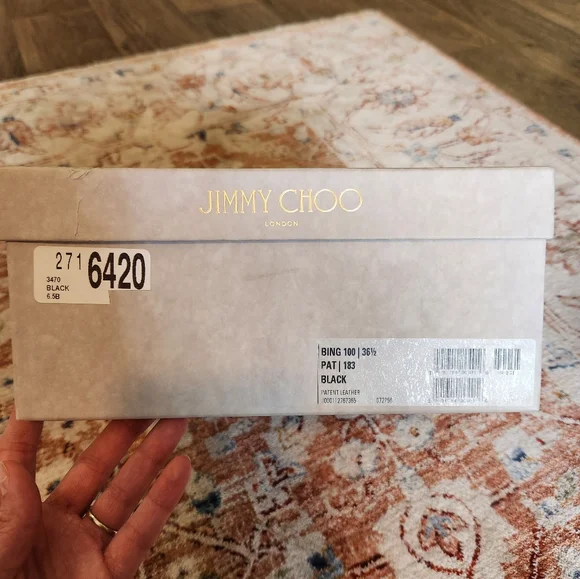 JIMMY CHOO
LONDON
271 6420
3470
BLACK
6.5B
BING 100 | 36½
PAT | 183
BLACK
PATENT LEATHER